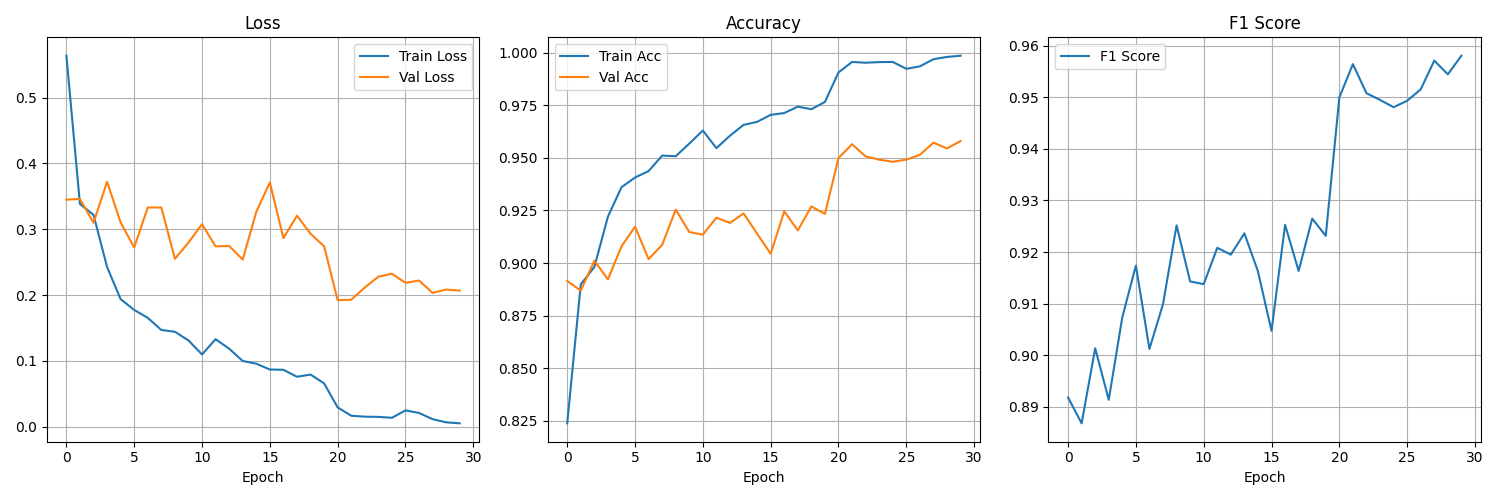 Loss
Train Loss
Val Loss
0.5
0.4
0.3
0.2
0.1
0.0
0 5 10 15 20 25 30
Epoch
Accuracy
Train Acc
Val Acc
1.000
0.975
0.950
0.925
0.900
0.875
0.850
0.825
0 5 10 15 20 25 30
Epoch
F1 Score
F1 Score
0.96
0.95
0.94
0.93
0.92
0.91
0.90
0.89
0 5 10 15 20 25 30
Epoch